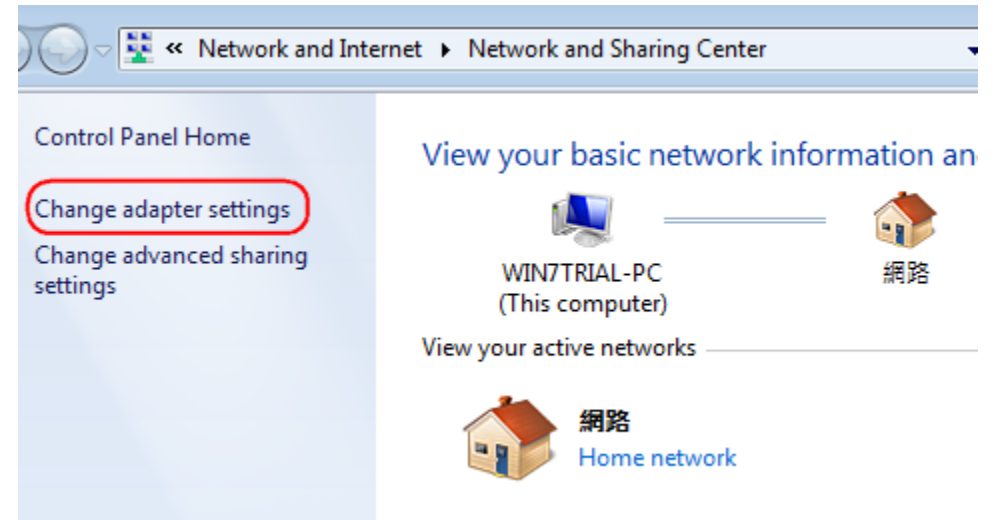 « Network and Internet ▸ Network and Sharing Center
Control Panel Home
Change adapter settings
Change advanced sharing
settings
View your basic network information an
WIN7TRIAL-PC
(This computer)
網路
View your active networks
網路
Home network